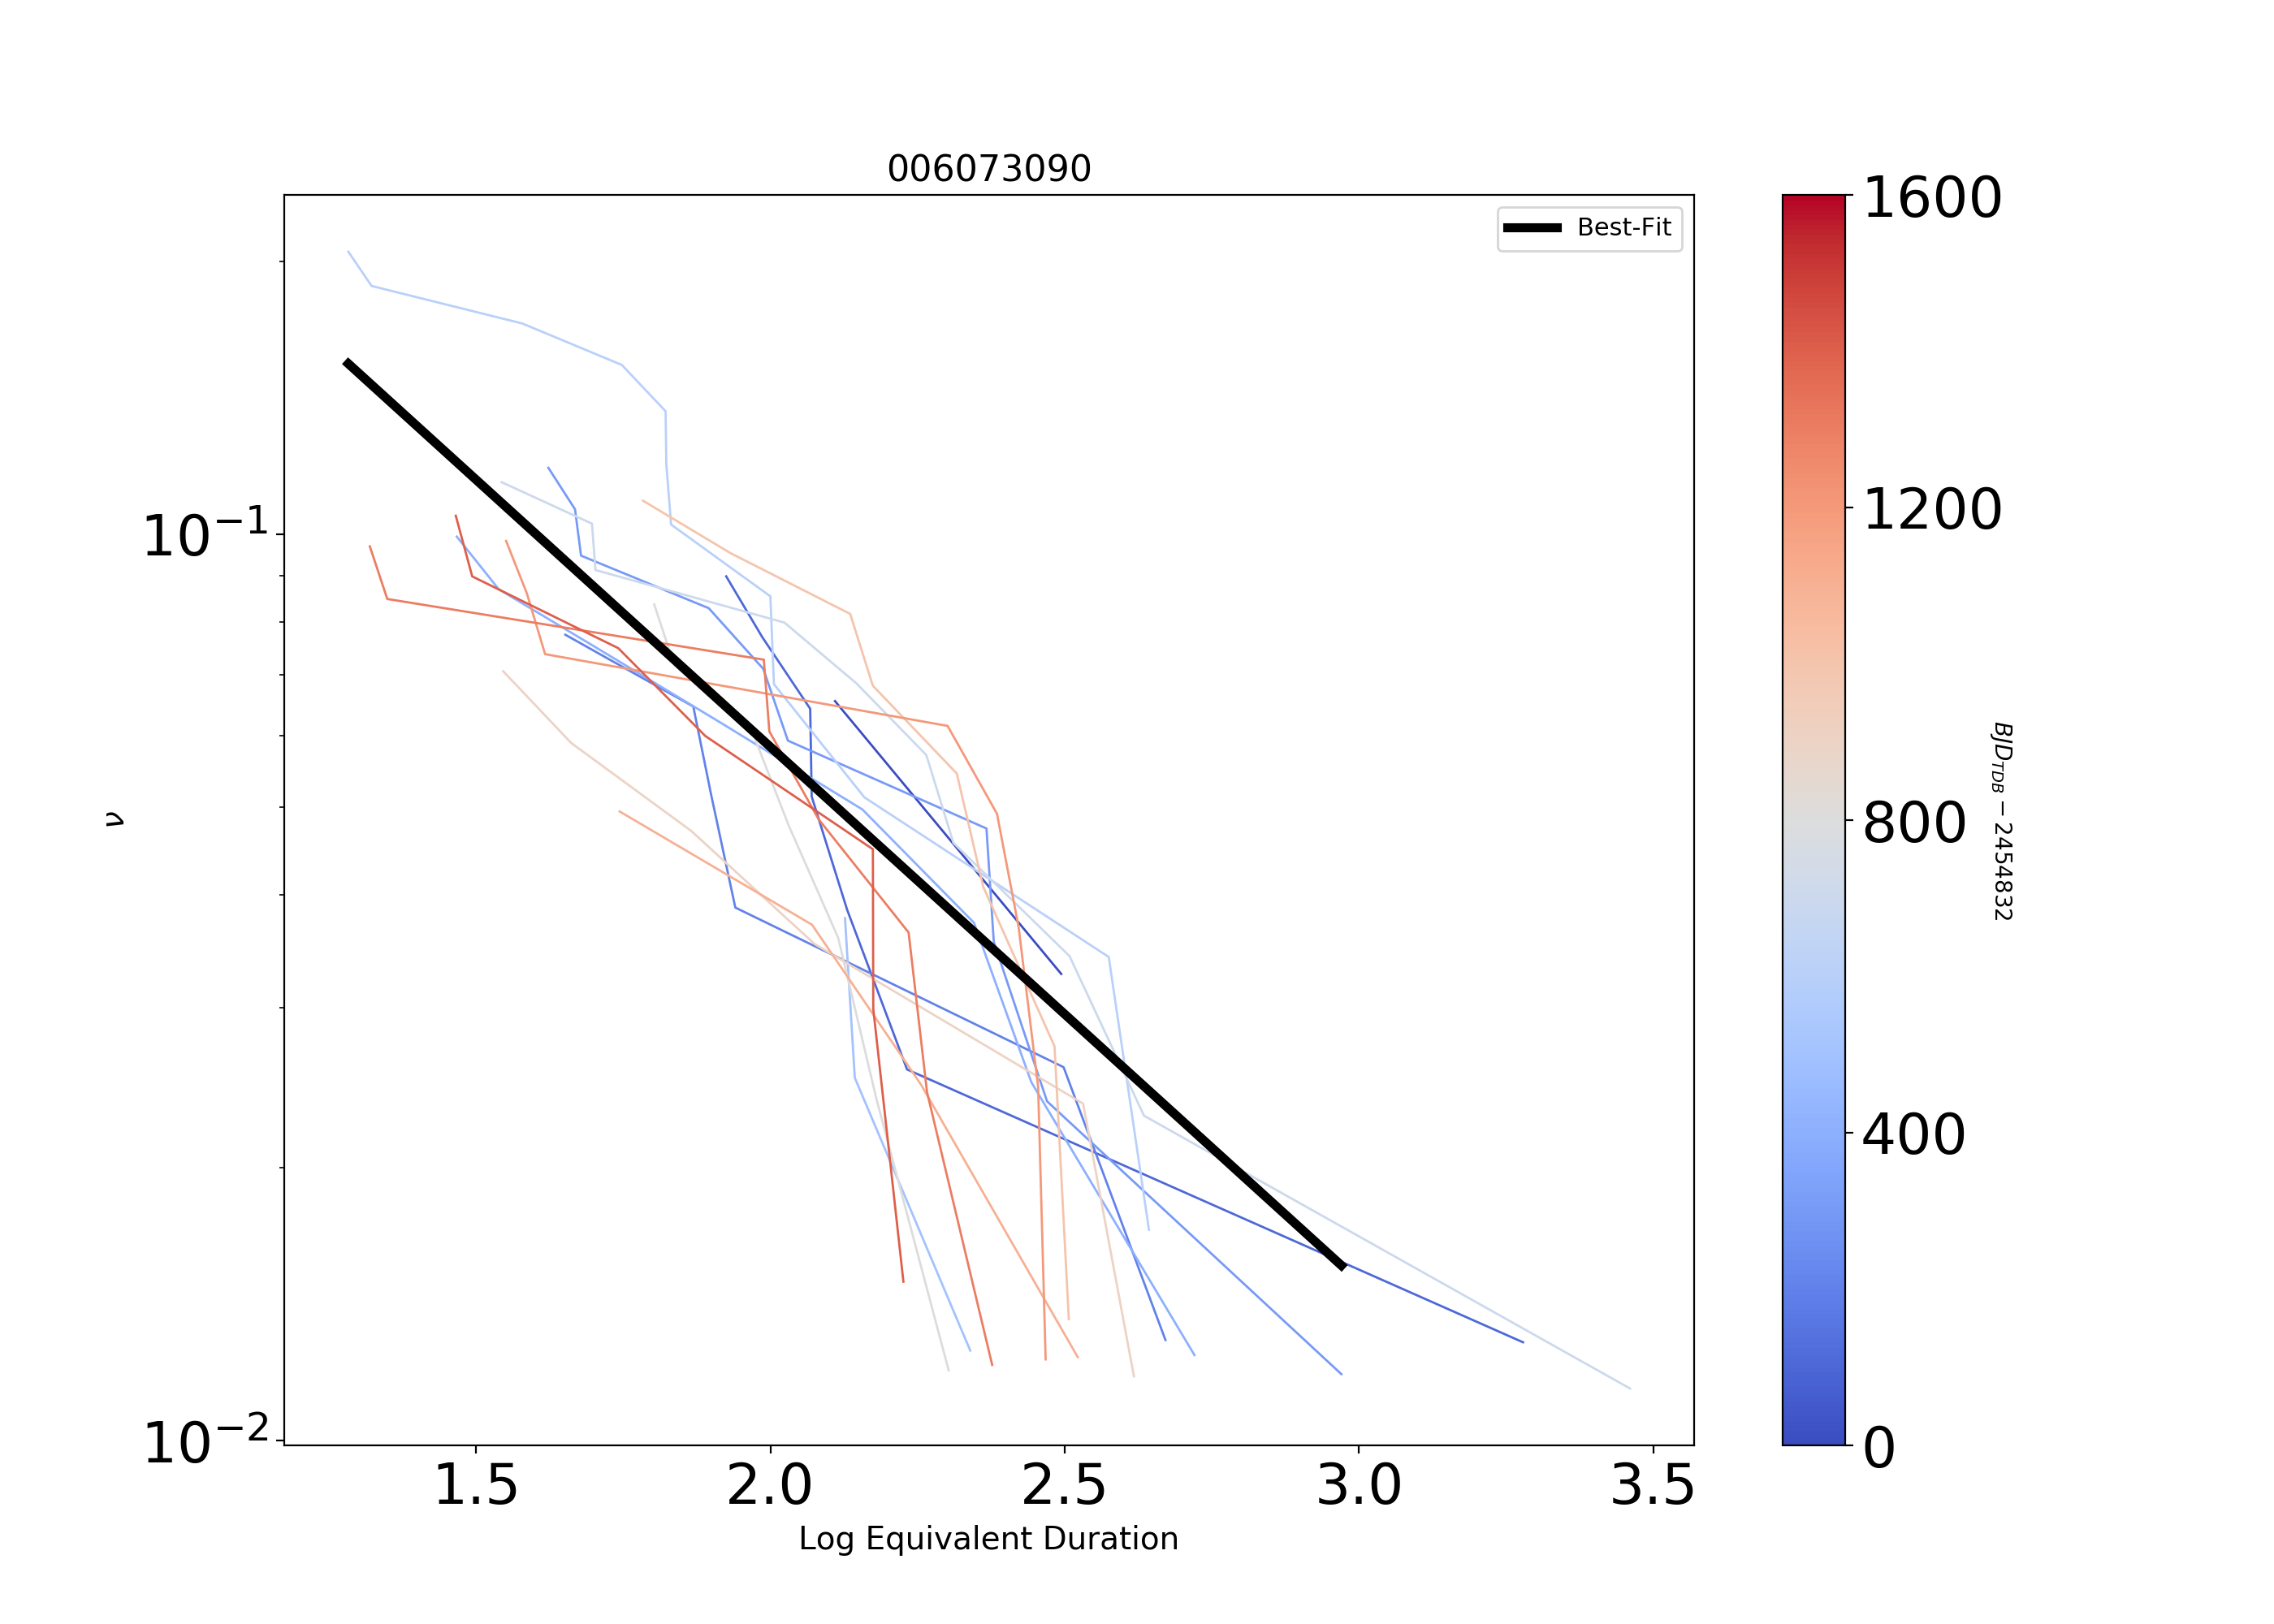 006073090
Best-Fit
10⁻¹
10⁻²
ν
1.5 2.0 2.5 3.0 3.5
Log Equivalent Duration
1600
1200
800
400
0
BJD_TDB − 2454832